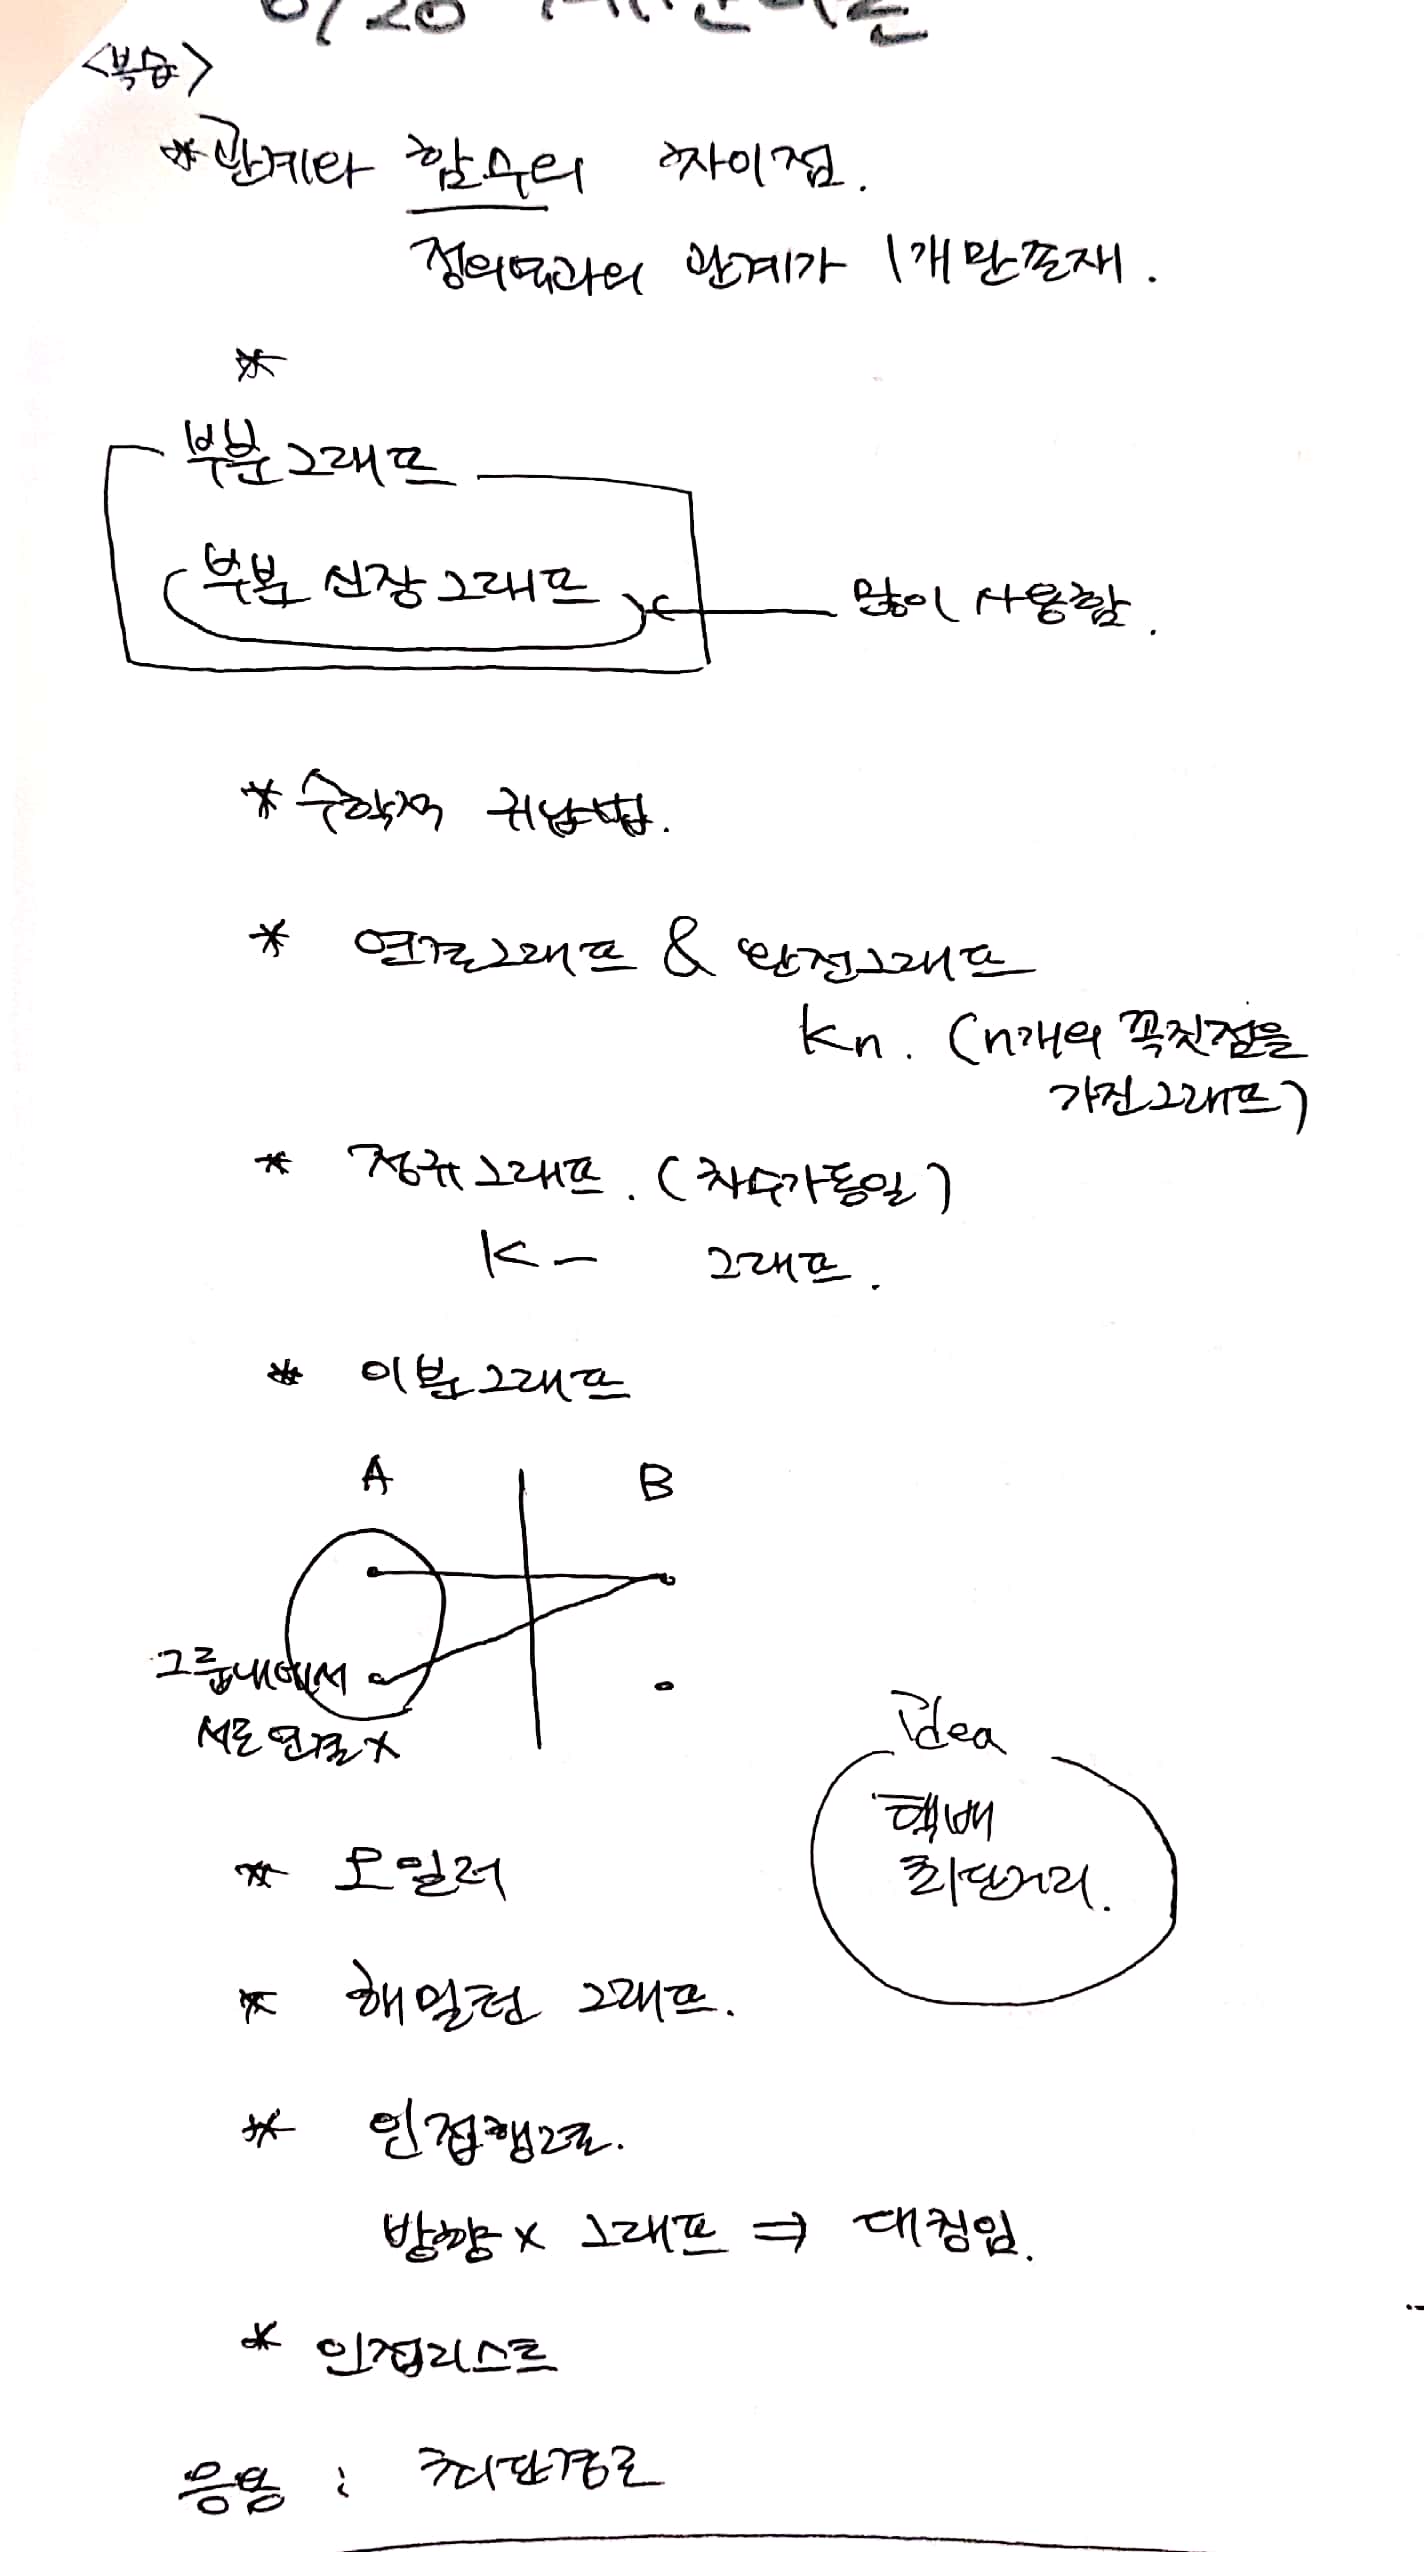 <복습>
* 관계와 함수의 차이점.
정의역과의 관계가 1개만 존재.
*
부분그래프
부분 신장그래프
많이 사용함.
* 수학적 귀납법.
* 연결그래프 & 완전그래프
Kn. (n개의 꼭짓점을
가진그래프)
* 정규그래프. (차수가동일)
K- 그래프.
* 이분그래프
A B
그룹내에서
서로 연결 x
Idea
택배
최단거리.
* 오일러
* 해밀턴 그래프.
* 인접행렬.
방향x 그래프 ⇒ 대칭임.
* 인접리스트
응용 : 최단경로